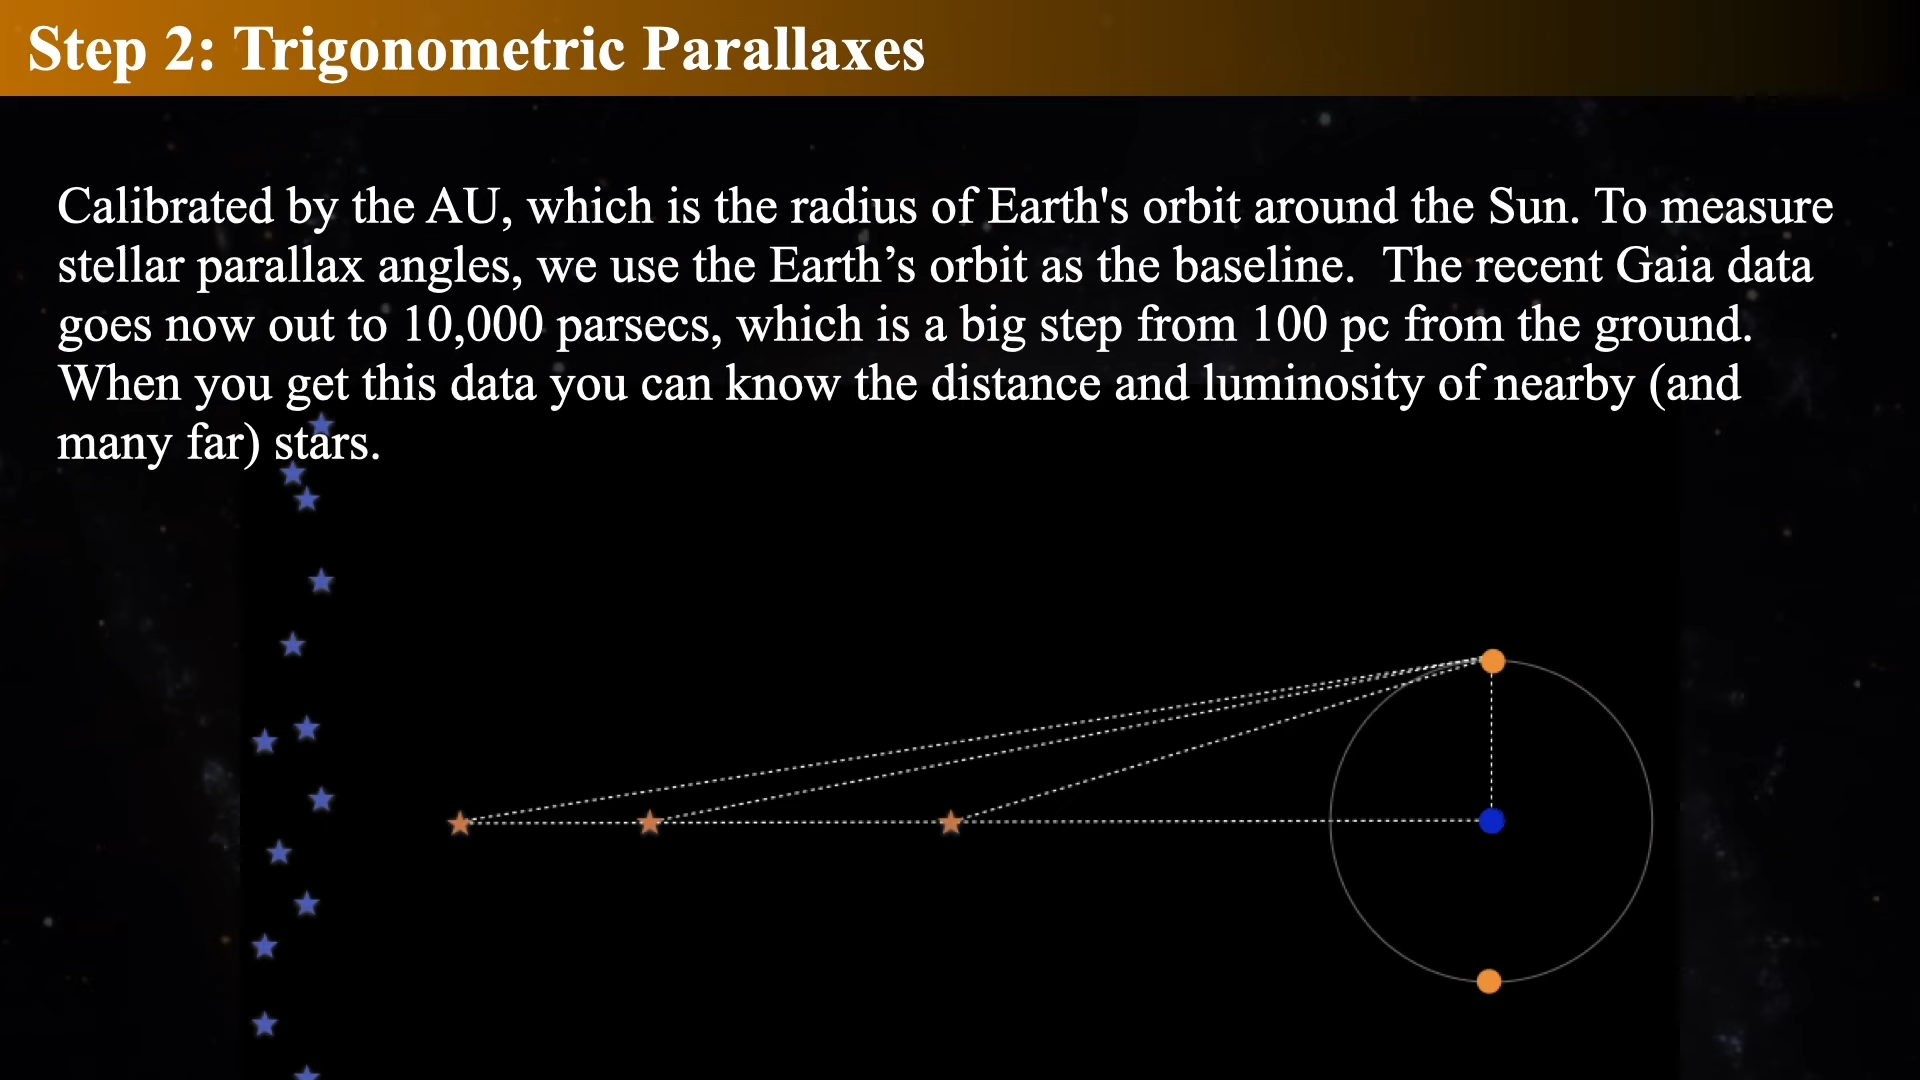 Step 2: Trigonometric Parallaxes
Calibrated by the AU, which is the radius of Earth's orbit around the Sun. To measure
stellar parallax angles, we use the Earth’s orbit as the baseline.  The recent Gaia data
goes now out to 10,000 parsecs, which is a big step from 100 pc from the ground.
When you get this data you can know the distance and luminosity of nearby (and
many far) stars.